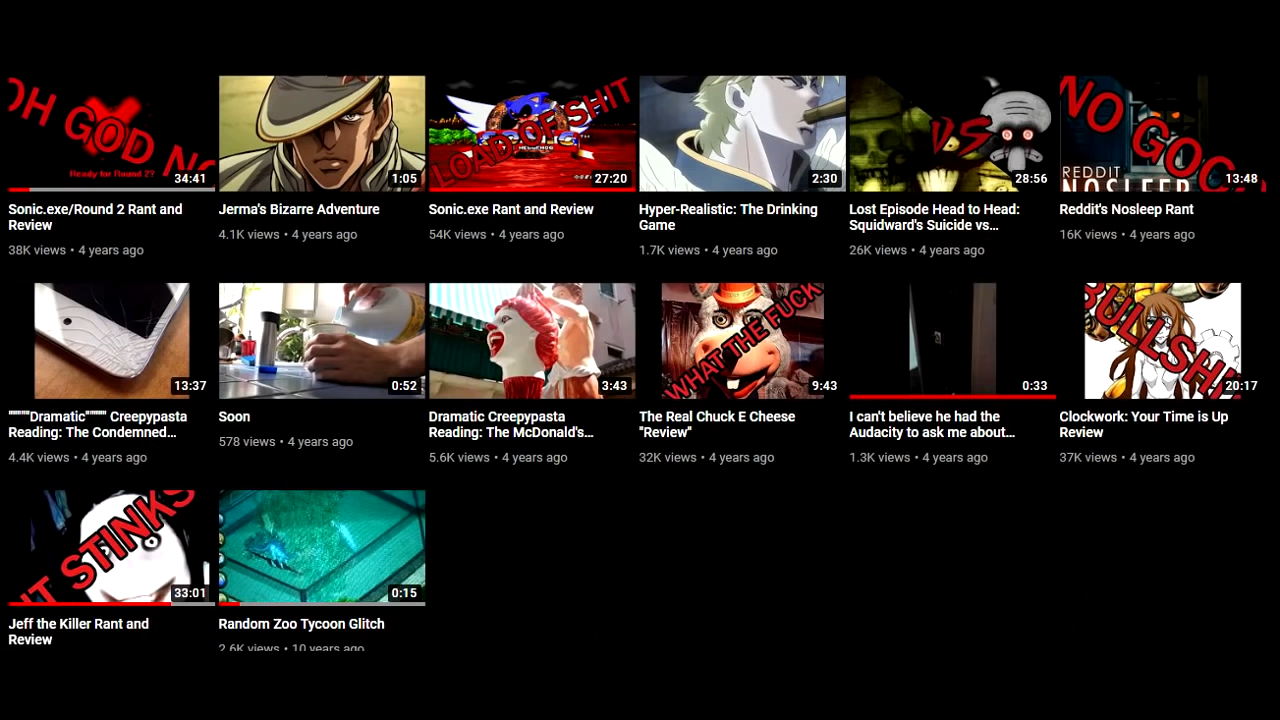 OH GOD NO
Ready for Round 2?
34:41
1:05
LOAD OF SHIT
27:20
2:30
VS
28:56
NO GOOD
REDDIT
NOSLEEP
13:48
Sonic.exe/Round 2 Rant and
Review
38K views • 4 years ago
Jerma's Bizarre Adventure
4.1K views • 4 years ago
Sonic.exe Rant and Review
54K views • 4 years ago
Hyper-Realistic: The Drinking
Game
1.7K views • 4 years ago
Lost Episode Head to Head:
Squidward's Suicide vs...
26K views • 4 years ago
Reddit's Nosleep Rant
16K views • 4 years ago
13:37
0:52
3:43
WHAT THE FUCK
9:43
0:33
BULLSHI
20:17
"""""Dramatic""""" Creepypasta
Reading: The Condemned...
4.4K views • 4 years ago
Soon
578 views • 4 years ago
Dramatic Creepypasta
Reading: The McDonald's...
5.6K views • 4 years ago
The Real Chuck E Cheese
"Review"
32K views • 4 years ago
I can't believe he had the
Audacity to ask me about...
1.3K views • 4 years ago
Clockwork: Your Time is Up
Review
37K views • 4 years ago
IT STINKS
33:01
0:15
Jeff the Killer Rant and
Review
Random Zoo Tycoon Glitch
2.6K views • 10 years ago